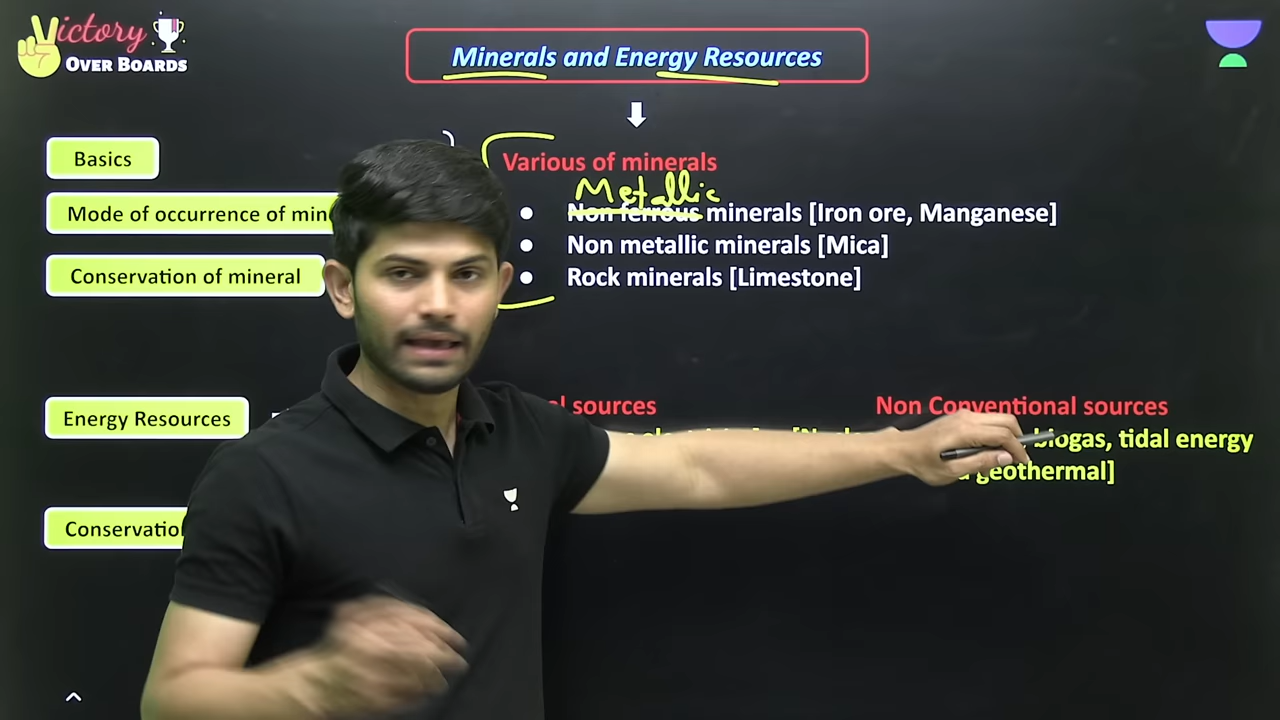 Victory
OVER BOARDS
Minerals and Energy Resources
Basics
Various of minerals
Metallic
Mode of occurrence of
Non ferrous minerals [Iron ore, Manganese]
Non metallic minerals [Mica]
Conservation of mineral
Rock minerals [Limestone]
Energy Resources
sources
Non Conventional sources
biogas, tidal energy
geothermal]